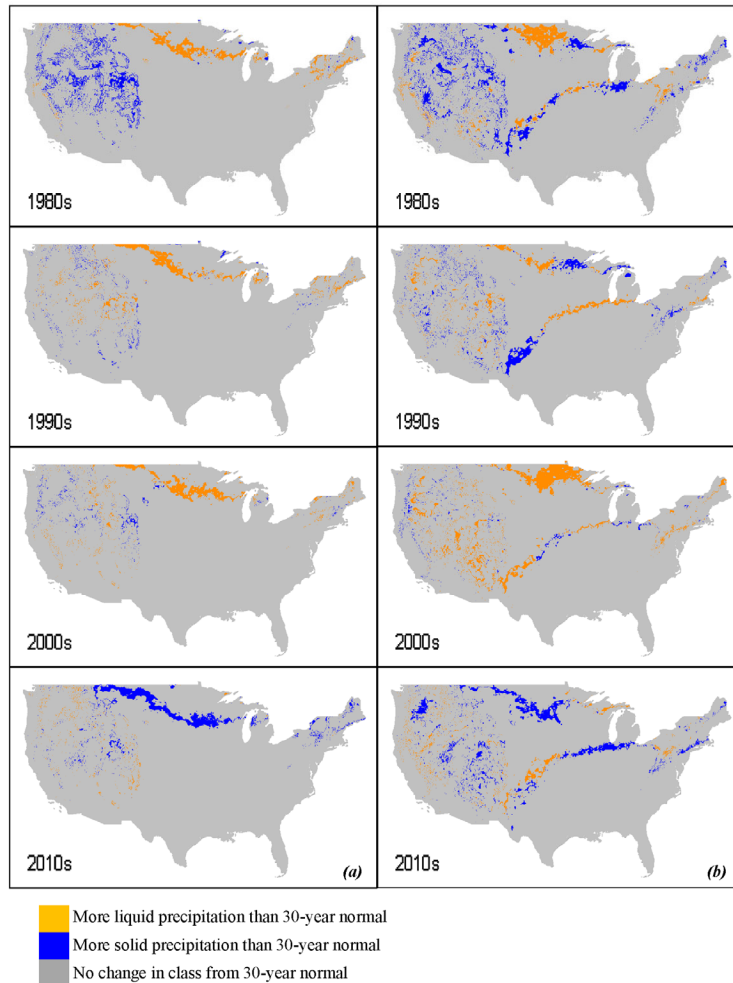 1980s
1980s
1990s
1990s
2000s
2000s
2010s
(a)
2010s
(b)
More liquid precipitation than 30-year normal
More solid precipitation than 30-year normal
No change in class from 30-year normal